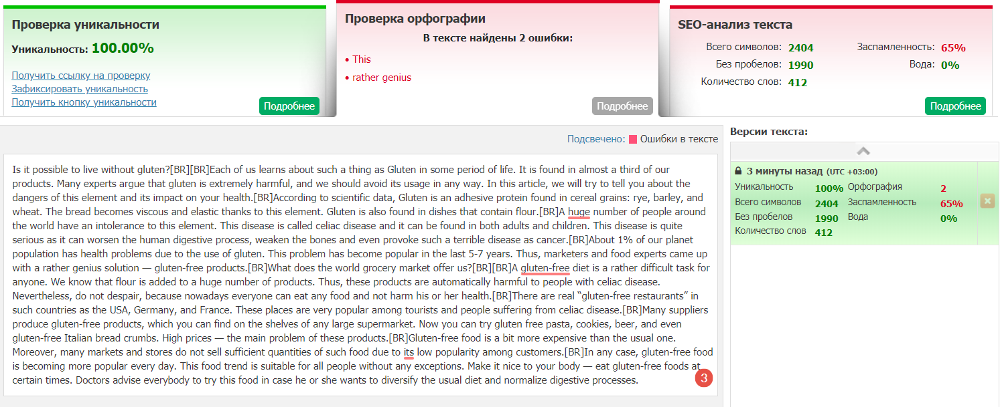 Проверка уникальности
Уникальность: 100.00%
Получить ссылку на проверку
Зафиксировать уникальность
Получить кнопку уникальности
Подробнее
Проверка орфографии
В тексте найдены 2 ошибки:
• This
• rather genius
Подробнее
SEO-анализ текста
Всего символов: 2404 Заспамленность: 65%
Без пробелов: 1990 Вода: 0%
Количество слов: 412
Подробнее
Подсвечено: Ошибки в тексте
Is it possible to live without gluten?[BR][BR]Each of us learns about such a thing as Gluten in some period of life. It is found in almost a third of our
products. Many experts argue that gluten is extremely harmful, and we should avoid its usage in any way. In this article, we will try to tell you about the
dangers of this element and its impact on your health.[BR]According to scientific data, Gluten is an adhesive protein found in cereal grains: rye, barley, and
wheat. The bread becomes viscous and elastic thanks to this element. Gluten is also found in dishes that contain flour.[BR]A huge number of people around
the world have an intolerance to this element. This disease is called celiac disease and it can be found in both adults and children. This disease is quite
serious as it can worsen the human digestive process, weaken the bones and even provoke such a terrible disease as cancer.[BR]About 1% of our planet
population has health problems due to the use of gluten. This problem has become popular in the last 5-7 years. Thus, marketers and food experts came up
with a rather genius solution — gluten-free products.[BR]What does the world grocery market offer us?[BR][BR]A gluten-free diet is a rather difficult task for
anyone. We know that flour is added to a huge number of products. Thus, these products are automatically harmful to people with celiac disease.
Nevertheless, do not despair, because nowadays everyone can eat any food and not harm his or her health.[BR]There are real “gluten-free restaurants” in
such countries as the USA, Germany, and France. These places are very popular among tourists and people suffering from celiac disease.[BR]Many suppliers
produce gluten-free products, which you can find on the shelves of any large supermarket. Now you can try gluten free pasta, cookies, beer, and even
gluten-free Italian bread crumbs. High prices — the main problem of these products.[BR]Gluten-free food is a bit more expensive than the usual one.
Moreover, many markets and stores do not sell sufficient quantities of such food due to its low popularity among customers.[BR]In any case, gluten-free food
is becoming more popular every day. This food trend is suitable for all people without any exceptions. Make it nice to your body — eat gluten-free foods at
certain times. Doctors advise everybody to try this food in case he or she wants to diversify the usual diet and normalize digestive processes.
3
Версии текста:
3 минуты назад (UTC +03:00)
Уникальность 100% Орфография 2
Всего символов 2404 Заспамленность 65%
Без пробелов 1990 Вода 0%
Количество слов 412